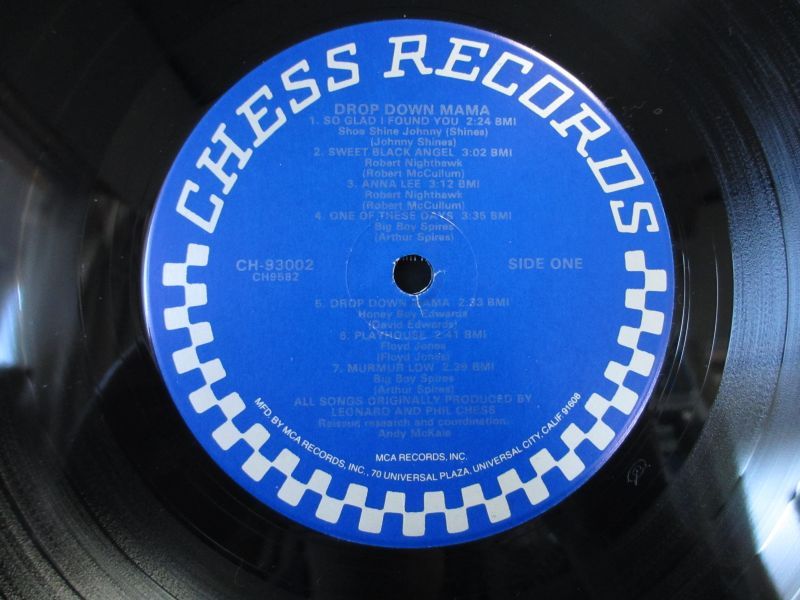 CHESS RECORDS
DROP DOWN MAMA
1. SO GLAD I FOUND YOU 2:24 BMI
Shoe Shine Johnny (Shines)
(Johnny Shines)
2. SWEET BLACK ANGEL 3:02 BMI
Robert Nighthawk
(Robert McCullum)
3. ANNA LEE 3:12 BMI
Robert Nighthawk
(Robert McCullum)
4. ONE OF THESE DAYS 3:35 BMI
Big Boy Spires
(Arthur Spires)
CH-93002
CH9582
SIDE ONE
5. DROP DOWN MAMA 2:33 BMI
Honey Boy Edwards
(David Edwards)
6. PLAYHOUSE 2:41 BMI
Floyd Jones
(Floyd Jones)
7. MURMUR LOW 2:39 BMI
Big Boy Spires
(Arthur Spires)
ALL SONGS ORIGINALLY PRODUCED BY
LEONARD AND PHIL CHESS
Reissue, research and coordination:
Andy McKaie
MCA RECORDS, INC.
MFD. BY MCA RECORDS, INC., 70 UNIVERSAL PLAZA, UNIVERSAL CITY, CALIF. 91608